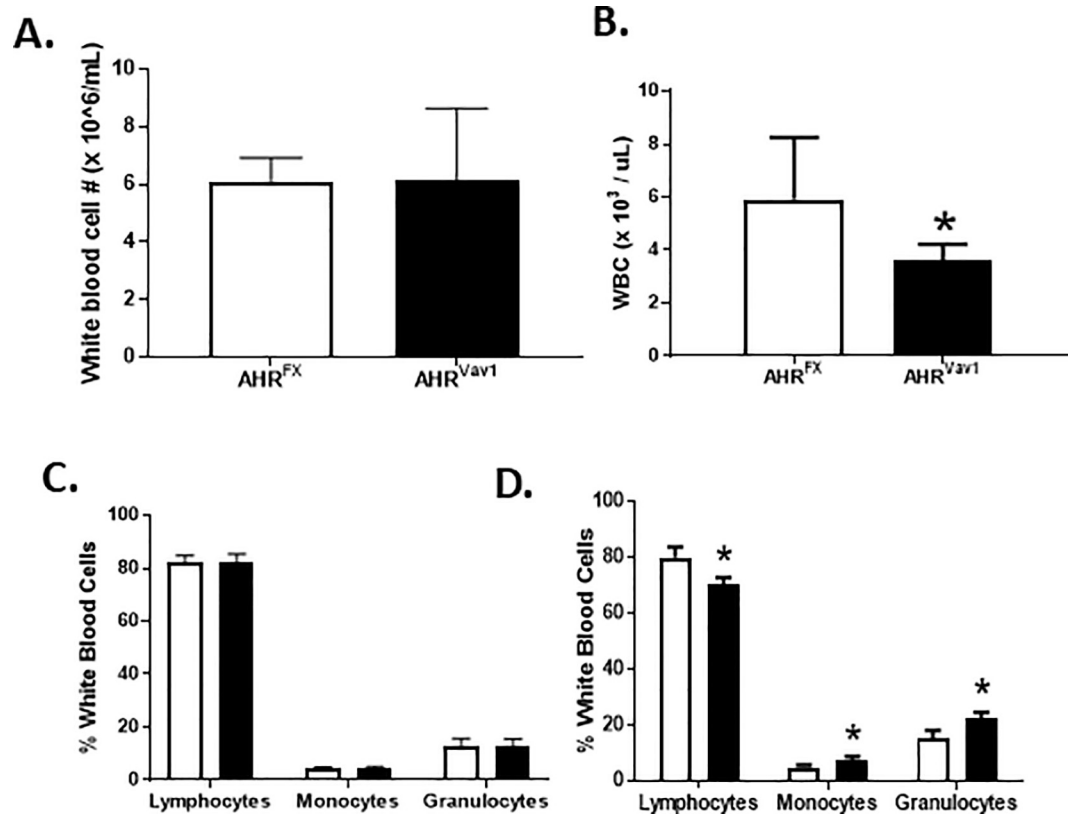 A.
White blood cell # (x 10^6/mL)
10
8
6
4
2
0
AHR^FX
AHR^Vav1
B.
WBC (x 10³ / uL)
10
8
6
4
2
0
*
AHR^FX
AHR^Vav1
C.
% White Blood Cells
100
80
60
40
20
0
Lymphocytes Monocytes Granulocytes
D.
% White Blood Cells
100
80
60
40
20
0
*
*
*
Lymphocytes Monocytes Granulocytes